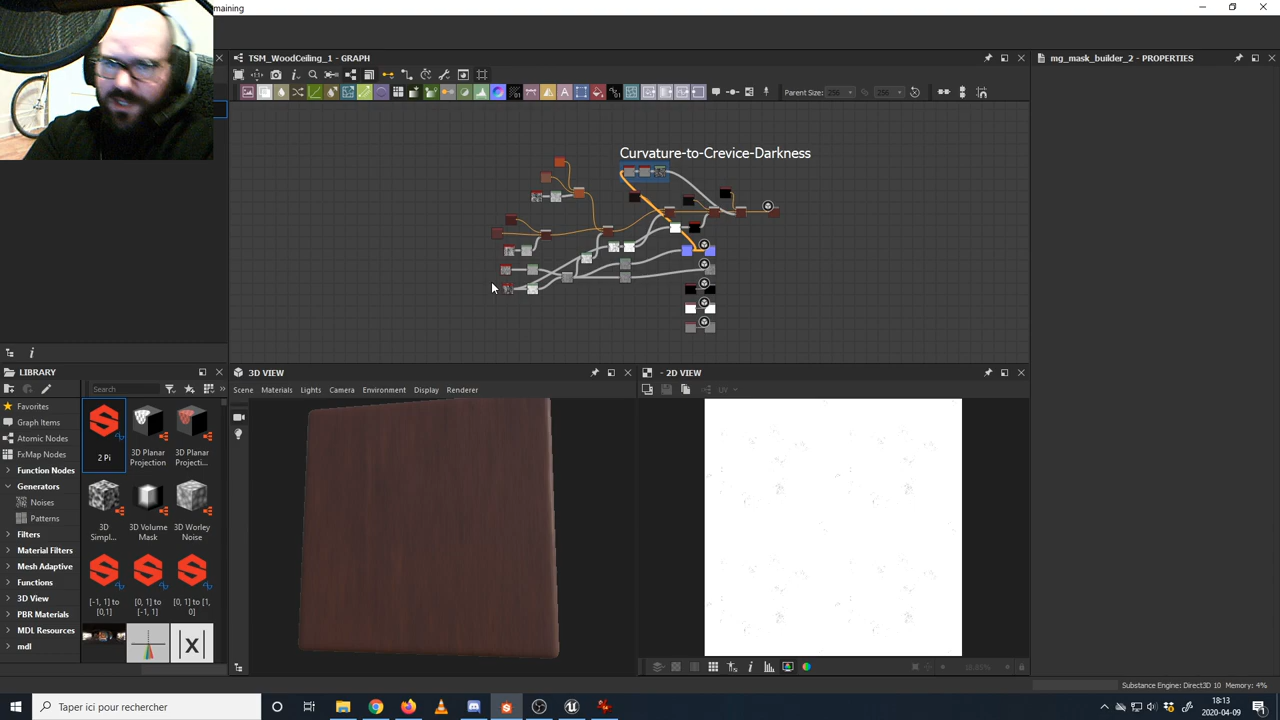 maining
TSM_WoodCeiling_1 - GRAPH
mg_mask_builder_2 - PROPERTIES
Parent Size: 256 256
Curvature-to-Crevice-Darkness
LIBRARY
Search
Favorites
Graph Items
Atomic Nodes
FxMap Nodes
Function Nodes
Generators
Noises
Patterns
Filters
Material Filters
Mesh Adaptive
Functions
3D View
PBR Materials
MDL Resources
mdl
2 Pi
3D Planar Projection
3D Planar Projecti...
3D Simpl...
3D Volume Mask
3D Worley Noise
[-1, 1] to [0,1]
[0, 1] to [-1, 1]
[0, 1] to [1, 0]
|X|
3D VIEW
Scene Materials Lights Camera Environment Display Renderer
- 2D VIEW
UV
Substance Engine: Direct3D 10 Memory: 4%
Taper ici pour rechercher
18:13
2020-04-09